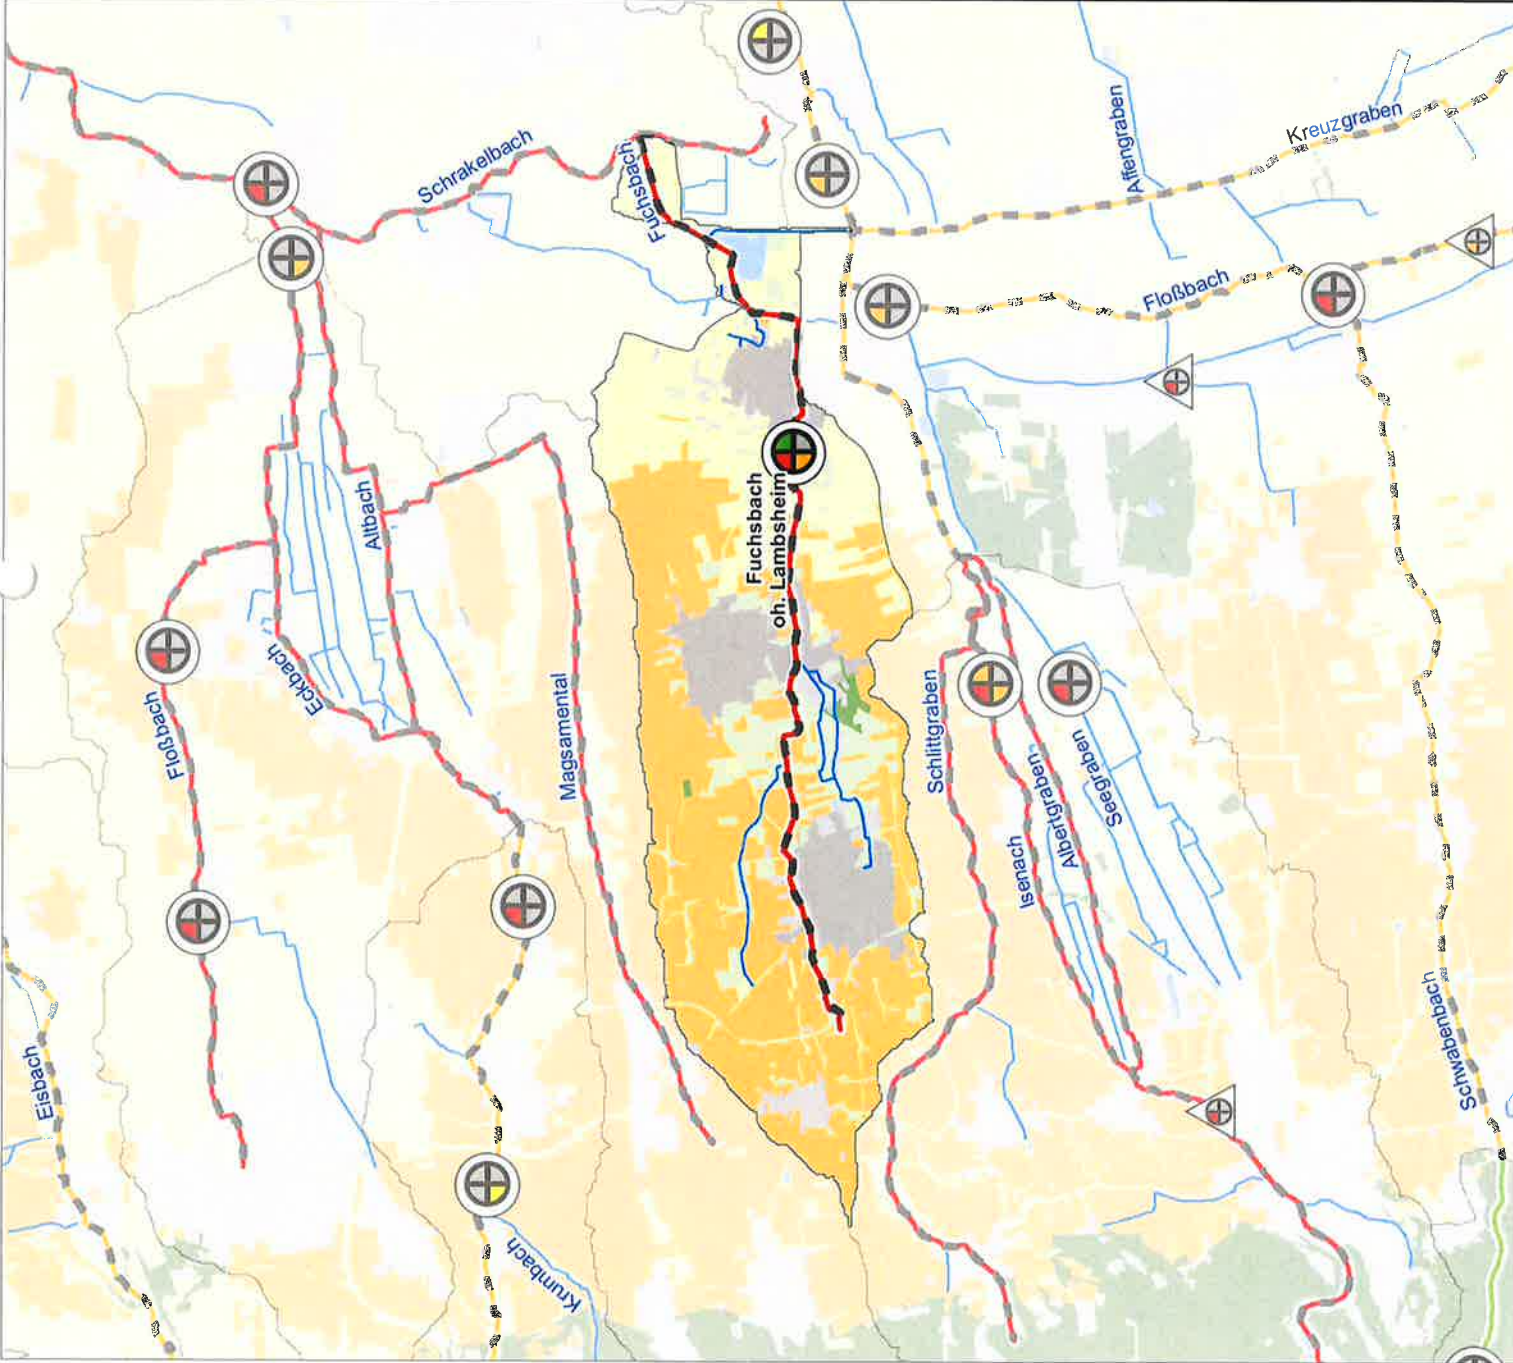 Schrakelbach
Fuchsbach
Affengraben
Kreuzgraben
Floßbach
Altbach
Eckbach
Floßbach
Magsamental
Fuchsbach
oh. Lambsheim
Schlittgraben
Isenach
Albertgraben
Seegraben
Eisbach
Krumbach
Schwabenbach